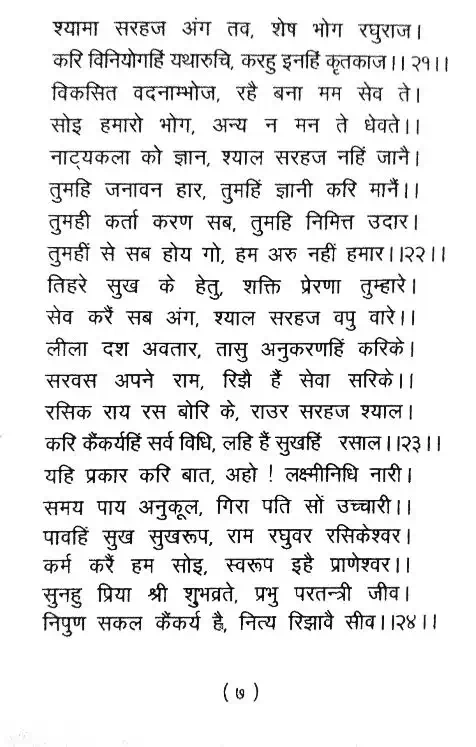 श्यामा सरहज अंग तव, शेष भोग रघुराज।
करि विनियोगहिं यथारुचि, करहु इनहिं कृतकाज।।२१।।
विकसित वदनाम्भोज, रहै बना मम सेव ते।
सोइ हमारो भोग, अन्य न मन ते धेवते।।
नाट्यकला को ज्ञान, श्याल सरहज नहिं जानै।
तुमहि जनावन हार, तुमहिं ज्ञानी करि मानैं।।
तुमही कर्ता करण सब, तुमहि निमित्त उदार।
तुमहीं से सब होय गो, हम अरु नहीं हमार।।२२।।
तिहरे सुख के हेतु, शक्ति प्रेरणा तुम्हारे।
सेव करैं सब अंग, श्याल सरहज वपु वारे।।
लीला दश अवतार, तासु अनुकरणहिं करिके।
सरवस अपने राम, रिझै हैं सेवा सरिके।।
रसिक राय रस बोरि के, राउर सरहज श्याल।
करि कैंकर्यहिं सर्व विधि, लहि हैं सुखहिं रसाल।।२३।।
यहि प्रकार करि बात, अहो ! लक्ष्मीनिधि नारी।
समय पाय अनुकूल, गिरा पति सों उच्चारी।।
पावहिं सुख सुखरूप, राम रघुवर रसिकेश्वर।
कर्म करैं हम सोइ, स्वरूप इहै प्राणेश्वर।।
सुनहु प्रिया श्री शुभव्रते, प्रभु परतन्त्री जीव।
निपुण सकल कैंकर्य है, नित्य रिझावै सीव।।२४।।
(७)